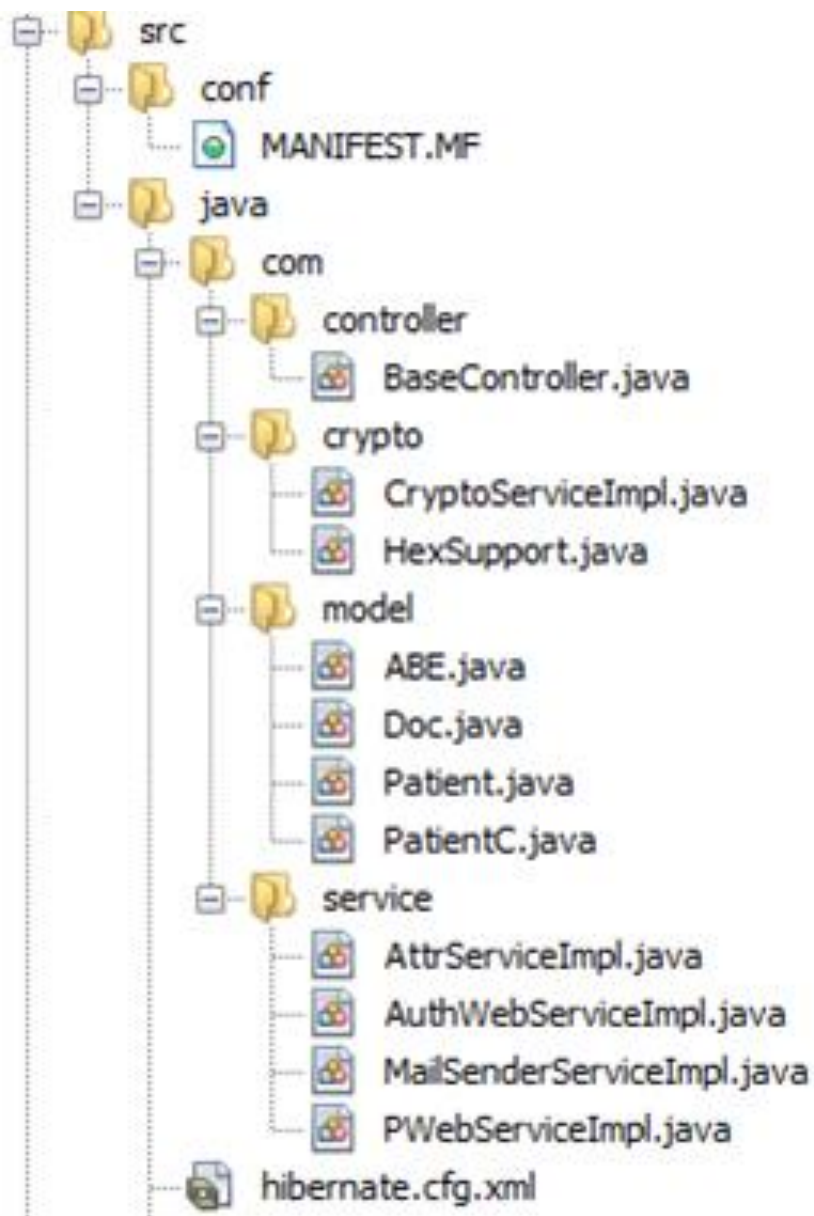 src
conf
MANIFEST.MF
java
com
controller
BaseController.java
crypto
CryptoServiceImpl.java
HexSupport.java
model
ABE.java
Doc.java
Patient.java
PatientC.java
service
AttrServiceImpl.java
AuthWebServiceImpl.java
MailSenderServiceImpl.java
PWebServiceImpl.java
hibernate.cfg.xml